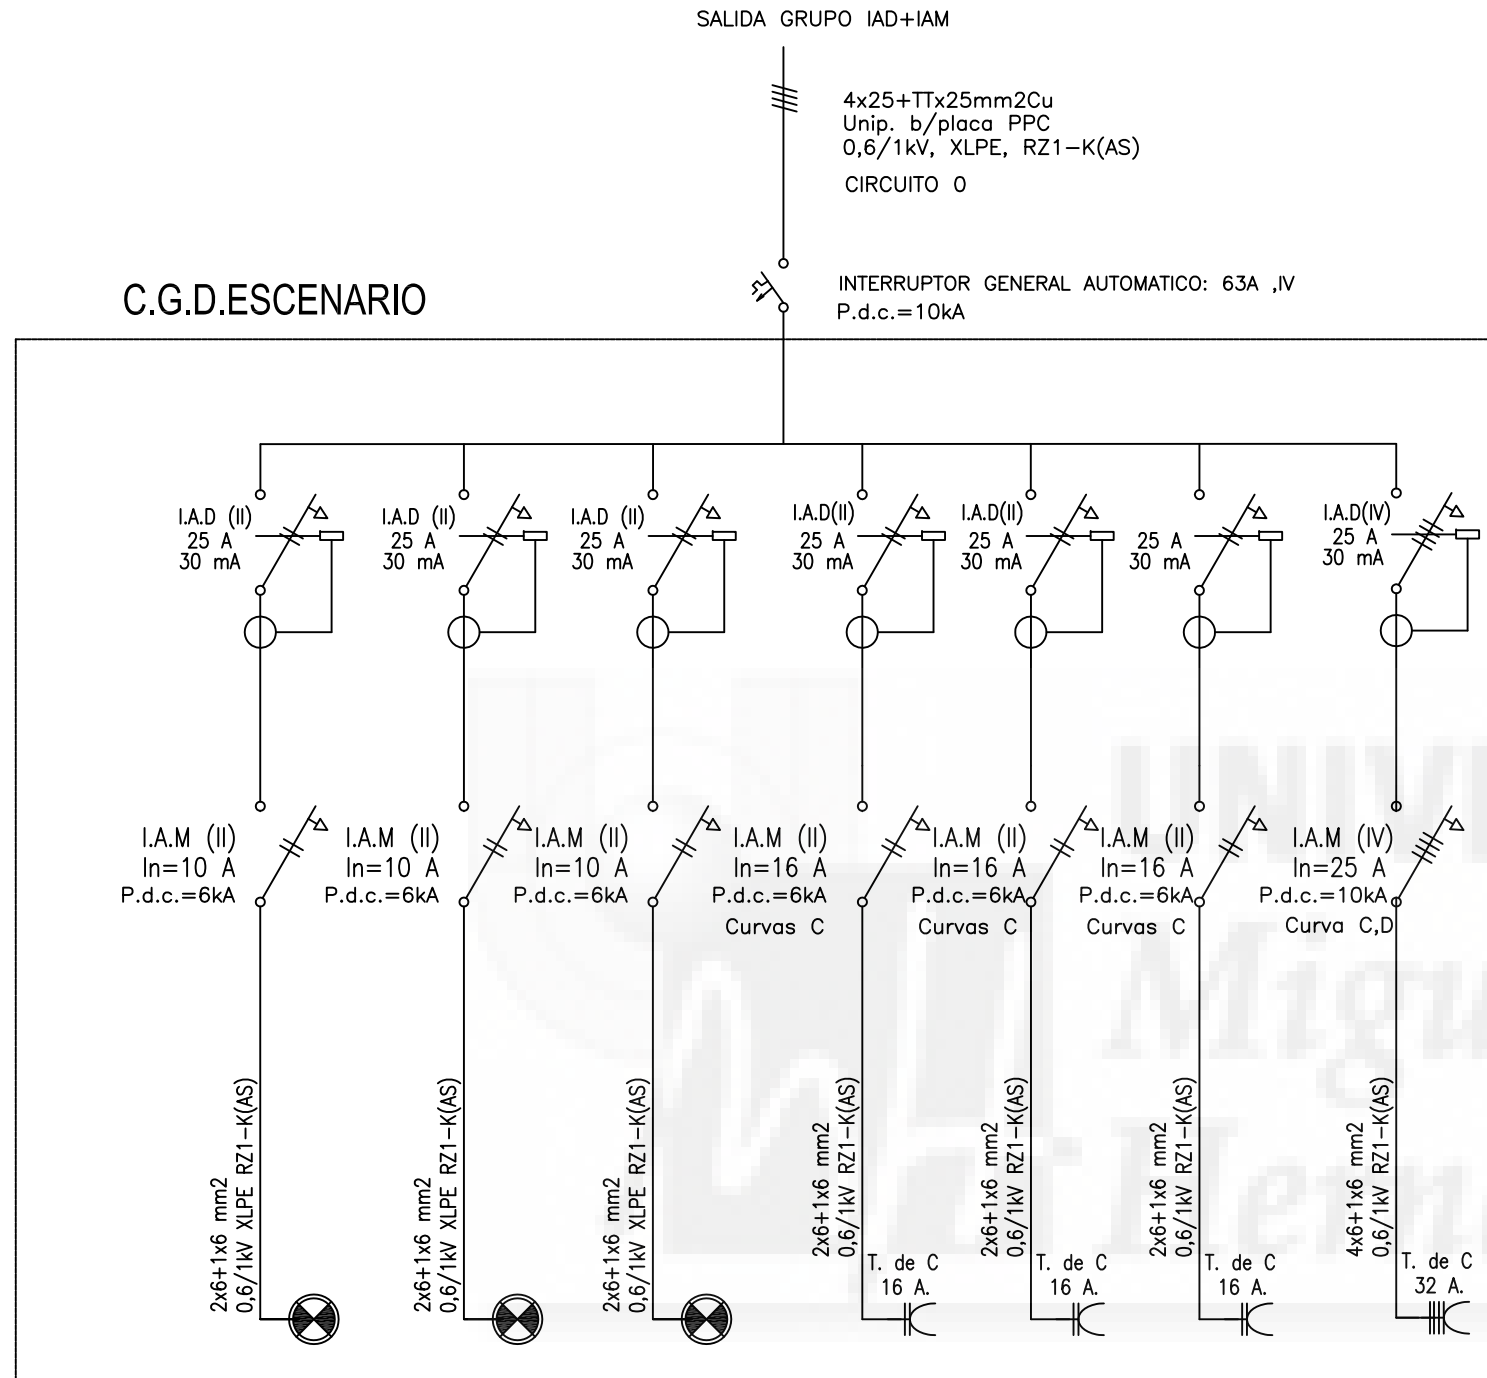 SALIDA GRUPO IAD+IAM
4x25+TTx25mm2Cu
Unip. b/placa PPC
0,6/1kV, XLPE, RZ1-K(AS)
CIRCUITO 0
C.G.D.ESCENARIO
INTERRUPTOR GENERAL AUTOMATICO: 63A ,IV
P.d.c.=10kA
I.A.D (II)
25 A
30 mA
I.A.D (II)
25 A
30 mA
I.A.D (II)
25 A
30 mA
I.A.D(II)
25 A
30 mA
I.A.D(II)
25 A
30 mA
25 A
30 mA
I.A.D(IV)
25 A
30 mA
I.A.M (II)
In=10 A
P.d.c.=6kA
I.A.M (II)
In=10 A
P.d.c.=6kA
I.A.M (II)
In=10 A
P.d.c.=6kA
I.A.M (II)
In=16 A
P.d.c.=6kA
Curvas C
I.A.M (II)
In=16 A
P.d.c.=6kA
Curvas C
I.A.M (II)
In=16 A
P.d.c.=6kA
Curvas C
I.A.M (IV)
In=25 A
P.d.c.=10kA
Curva C,D
2x6+1x6 mm2
0,6/1kV XLPE RZ1-K(AS)
2x6+1x6 mm2
0,6/1kV XLPE RZ1-K(AS)
2x6+1x6 mm2
0,6/1kV XLPE RZ1-K(AS)
2x6+1x6 mm2
0,6/1kV RZ1-K(AS)
T. de C
16 A.
2x6+1x6 mm2
0,6/1kV RZ1-K(AS)
T. de C
16 A.
2x6+1x6 mm2
0,6/1kV RZ1-K(AS)
T. de C
16 A.
4x6+1x6 mm2
0,6/1kV RZ1-K(AS)
T. de C
32 A.